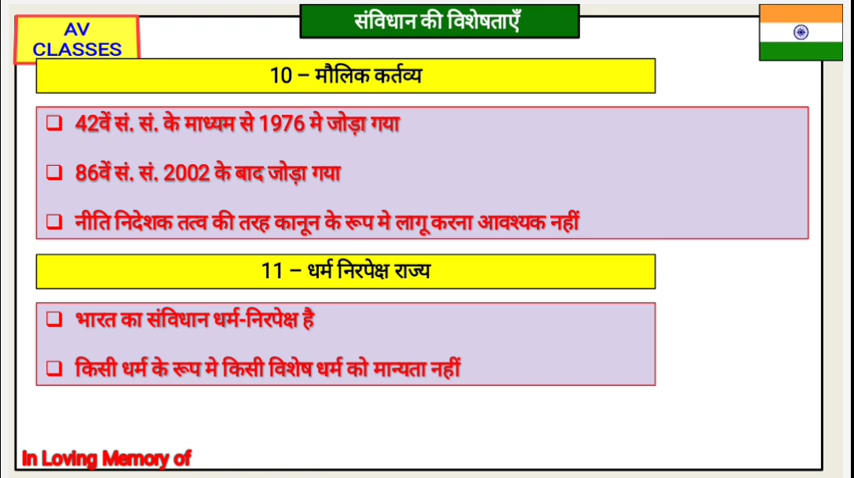 AV
CLASSES
संविधान की विशेषताएँ
10 – मौलिक कर्तव्य
❑ 42वें सं. सं. के माध्यम से 1976 मे जोड़ा गया
❑ 86वें सं. सं. 2002 के बाद जोड़ा गया
❑ नीति निदेशक तत्व की तरह कानून के रूप मे लागू करना आवश्यक नहीं
11 – धर्म निरपेक्ष राज्य
❑ भारत का संविधान धर्म-निरपेक्ष है
❑ किसी धर्म के रूप मे किसी विशेष धर्म को मान्यता नहीं
In Loving Memory of